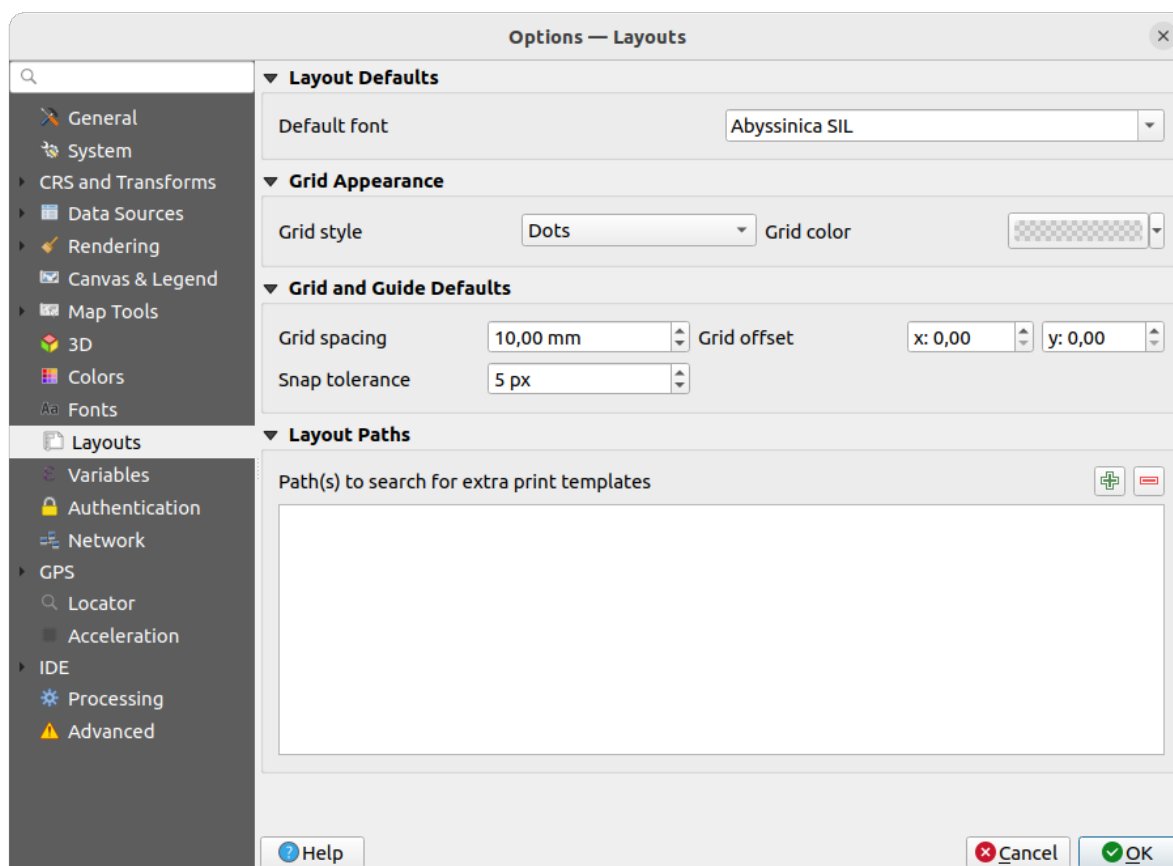 Options — Layouts
General
System
CRS and Transforms
Data Sources
Rendering
Canvas & Legend
Map Tools
3D
Colors
Aa Fonts
Layouts
Variables
Authentication
Network
GPS
Locator
Acceleration
IDE
Processing
Advanced
Layout Defaults
Default font Abyssinica SIL
Grid Appearance
Grid style Dots Grid color
Grid and Guide Defaults
Grid spacing 10,00 mm Grid offset x: 0,00 y: 0,00
Snap tolerance 5 px
Layout Paths
Path(s) to search for extra print templates
Help Cancel OK